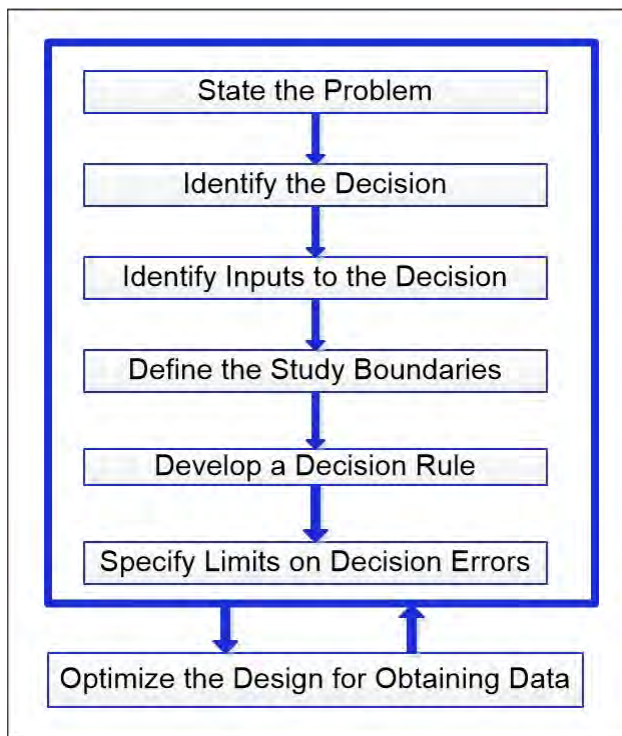 State the Problem
Identify the Decision
Identify Inputs to the Decision
Define the Study Boundaries
Develop a Decision Rule
Specify Limits on Decision Errors
Optimize the Design for Obtaining Data